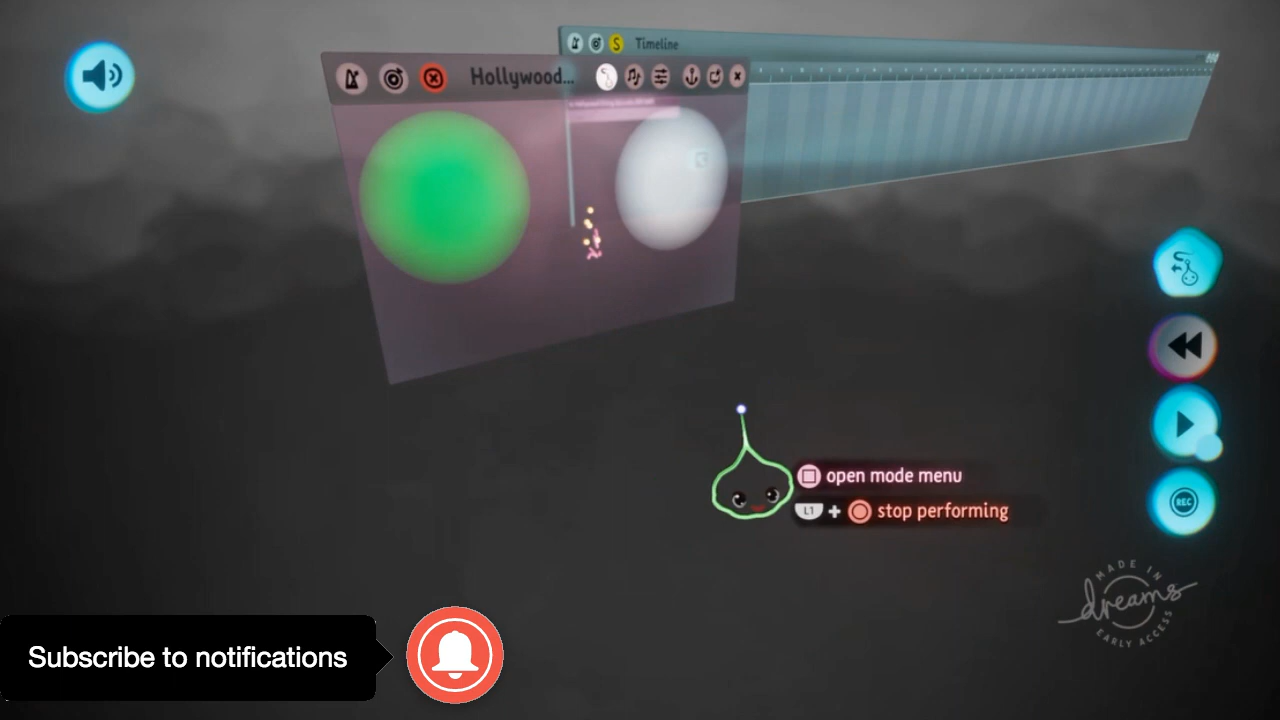 S Timeline
Hollywood...
open mode menu
L1 + stop performing
REC
MADE IN
dreams
EARLY ACCESS
Subscribe to notifications